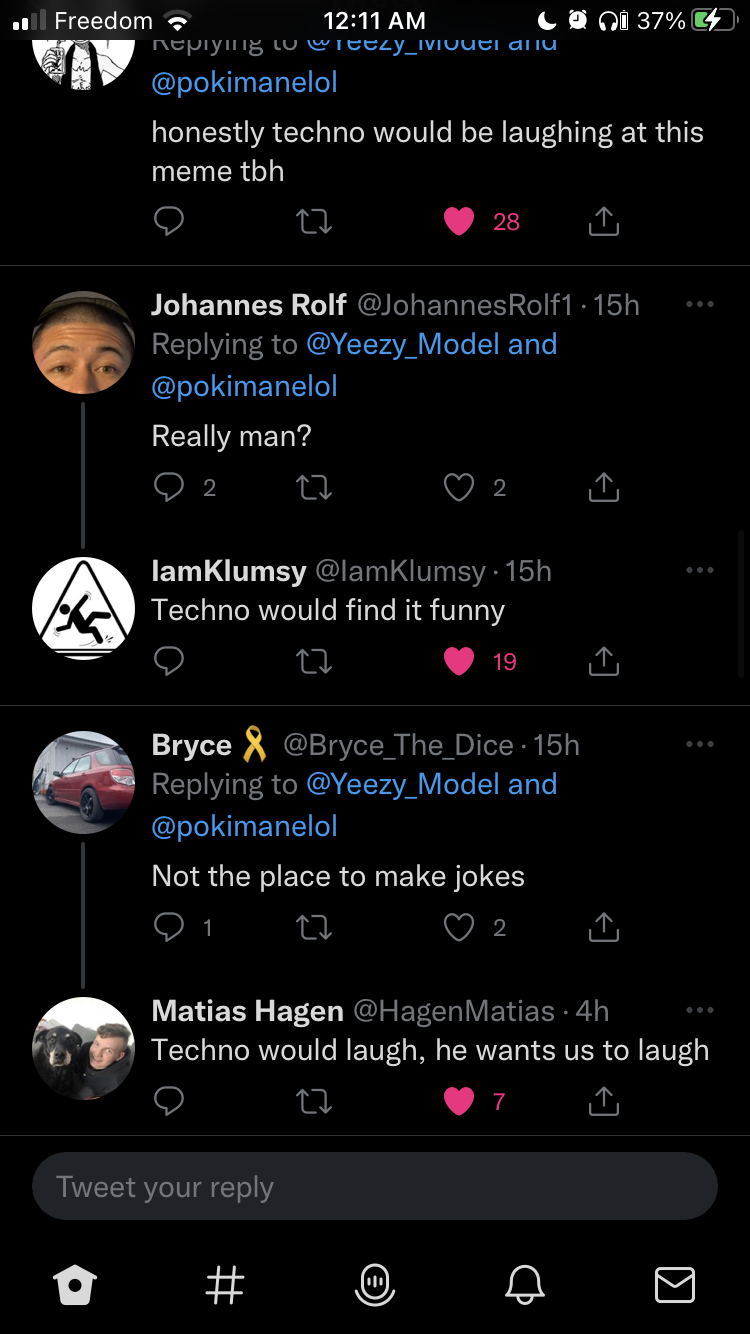 Freedom 12:11 AM 37%
Replying to @Yeezy_Model and
@pokimanelol
honestly techno would be laughing at this
meme tbh
28
Johannes Rolf @JohannesRolf1 · 15h
Replying to @Yeezy_Model and
@pokimanelol
Really man?
2 2
IamKlumsy @IamKlumsy · 15h
Techno would find it funny
19
Bryce @Bryce_The_Dice · 15h
Replying to @Yeezy_Model and
@pokimanelol
Not the place to make jokes
1 2
Matias Hagen @HagenMatias · 4h
Techno would laugh, he wants us to laugh
7
Tweet your reply